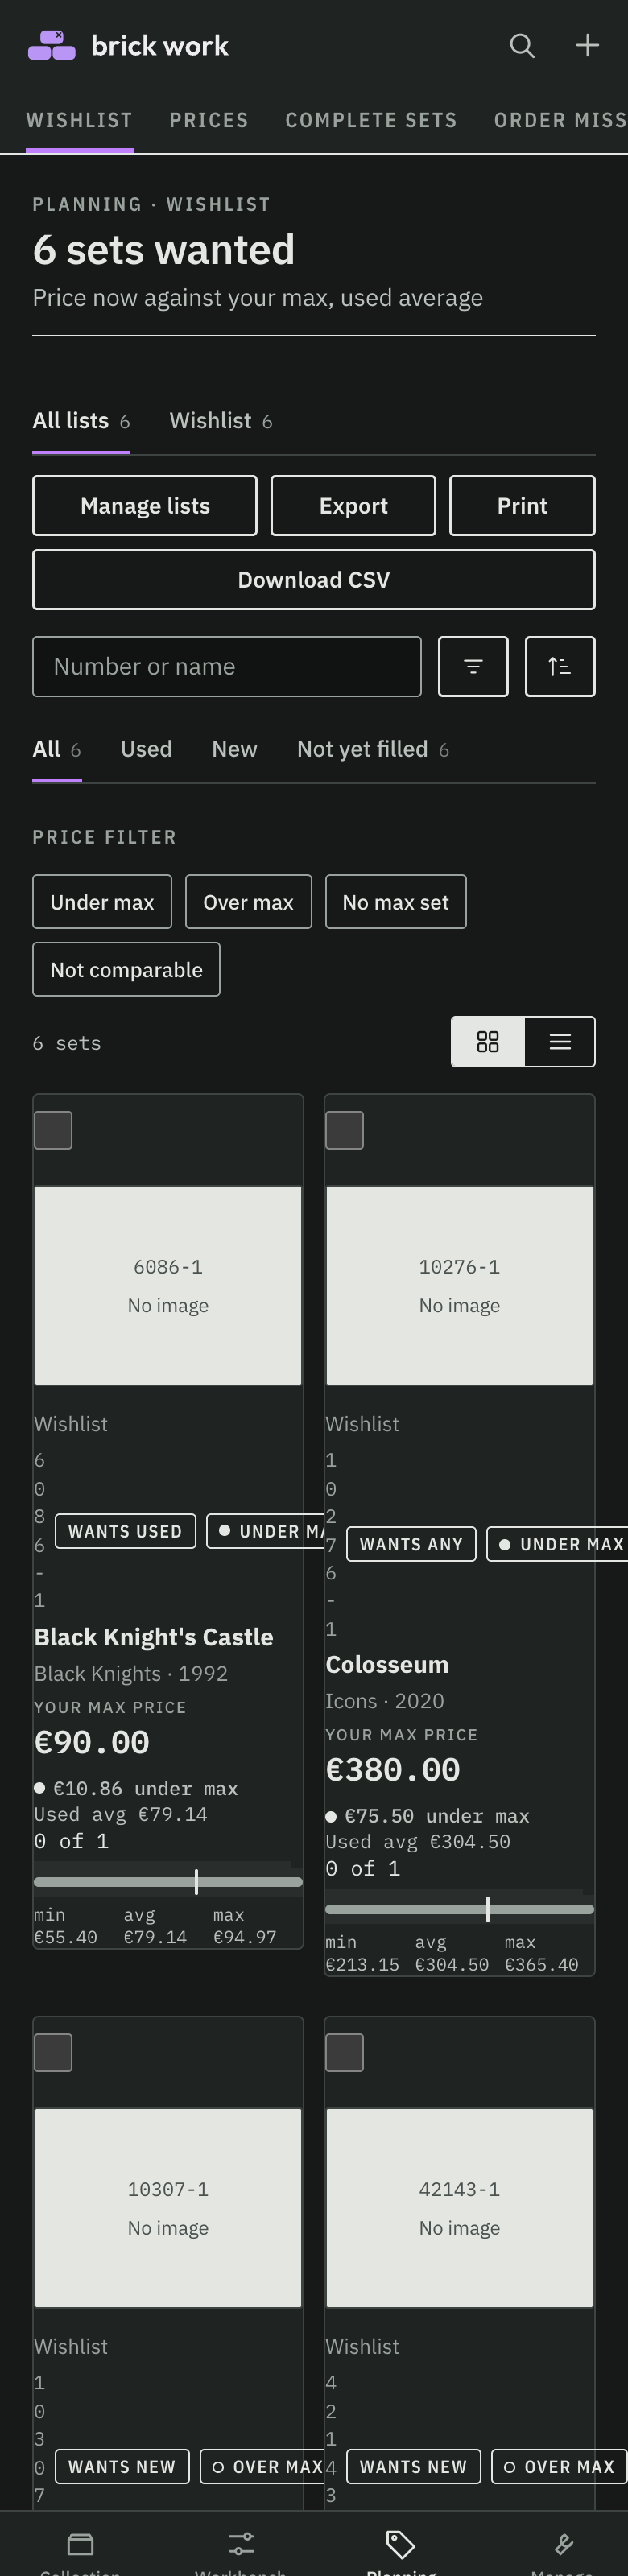 brick work
WISHLIST PRICES COMPLETE SETS ORDER MISS
PLANNING · WISHLIST
6 sets wanted
Price now against your max, used average
All lists 6 Wishlist 6
Manage lists Export Print
Download CSV
Number or name
All 6 Used New Not yet filled 6
PRICE FILTER
Under max Over max No max set
Not comparable
6 sets
6086-1
No image
Wishlist
6
0
8
6
-
1
WANTS USED UNDER MA
Black Knight's Castle
Black Knights · 1992
YOUR MAX PRICE
€90.00
€10.86 under max
Used avg €79.14
0 of 1
min avg max
€55.40 €79.14 €94.97
10276-1
No image
Wishlist
1
0
2
7
6
-
1
WANTS ANY UNDER MAX
Colosseum
Icons · 2020
YOUR MAX PRICE
€380.00
€75.50 under max
Used avg €304.50
0 of 1
min avg max
€213.15 €304.50 €365.40
10307-1
No image
Wishlist
1
0
3
0
7
WANTS NEW OVER MAX
42143-1
No image
Wishlist
4
2
1
4
3
WANTS NEW OVER MAX
Collection Workbench Planning Manage